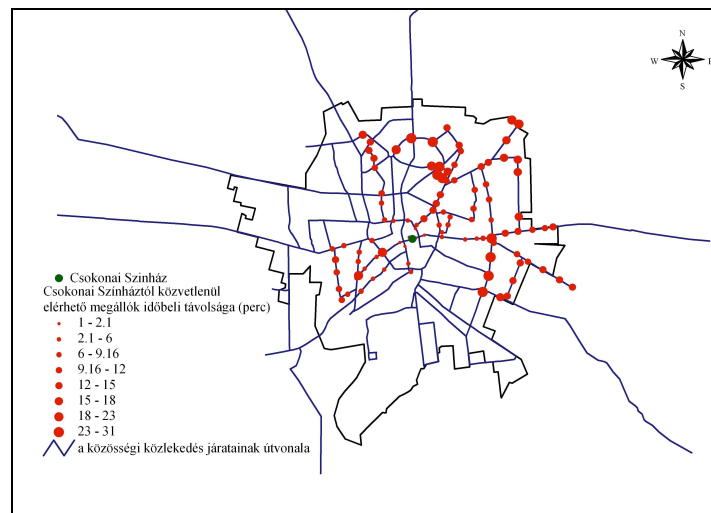 N
W E
S
Csokonai Szinház
Csokonai Színháztól közvetlenül
elérhető megállók időbeli távolsága (perc)
1 - 2.1
2.1 - 6
6 - 9.16
9.16 - 12
12 - 15
15 - 18
18 - 23
23 - 31
a közösségi közlekedés járatainak útvonala